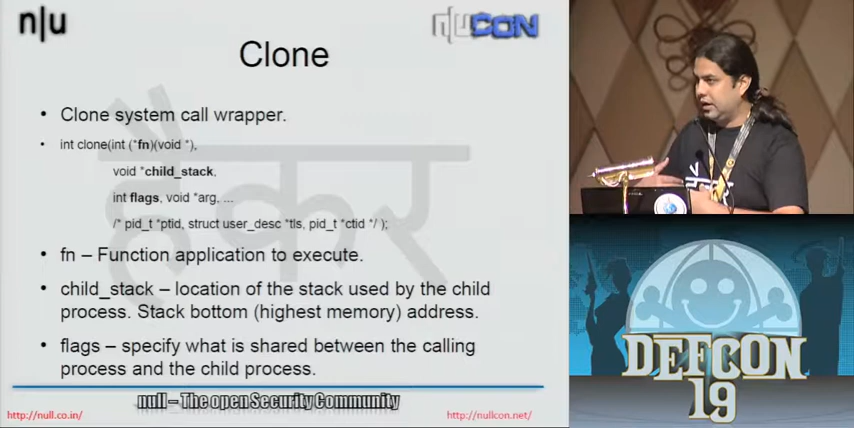 n|u
n|uCON
Clone
हैकर
• Clone system call wrapper.
• int clone(int (*fn)(void *),
void *child_stack,
int flags, void *arg, ...
/* pid_t *ptid, struct user_desc *tls, pid_t *ctid */ );
• fn – Function application to execute.
• child_stack – location of the stack used by the child
process. Stack bottom (highest memory) address.
• flags – specify what is shared between the calling
process and the child process.
null – The open Security Community
http://null.co.in/
http://nullcon.net/
DEFCON
19